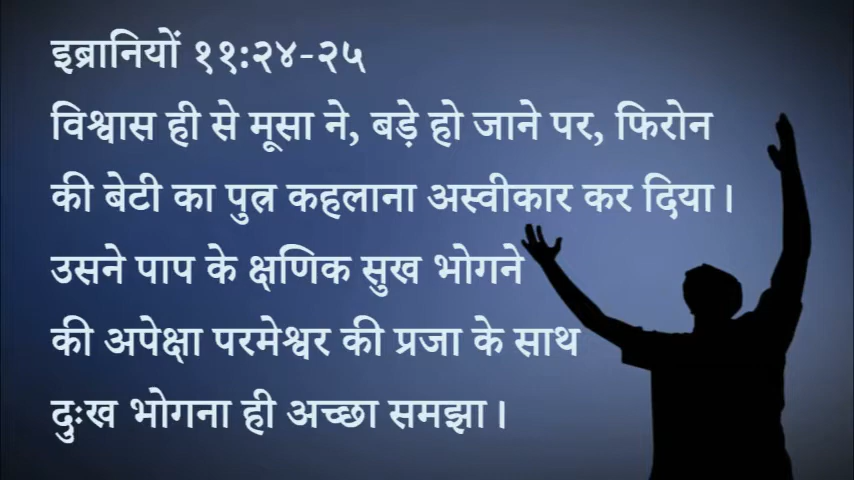 इब्रानियों ११:२४-२५
विश्वास ही से मूसा ने, बड़े हो जाने पर, फिरोन
की बेटी का पुत्र कहलाना अस्वीकार कर दिया।
उसने पाप के क्षणिक सुख भोगने
की अपेक्षा परमेश्वर की प्रजा के साथ
दुःख भोगना ही अच्छा समझा।